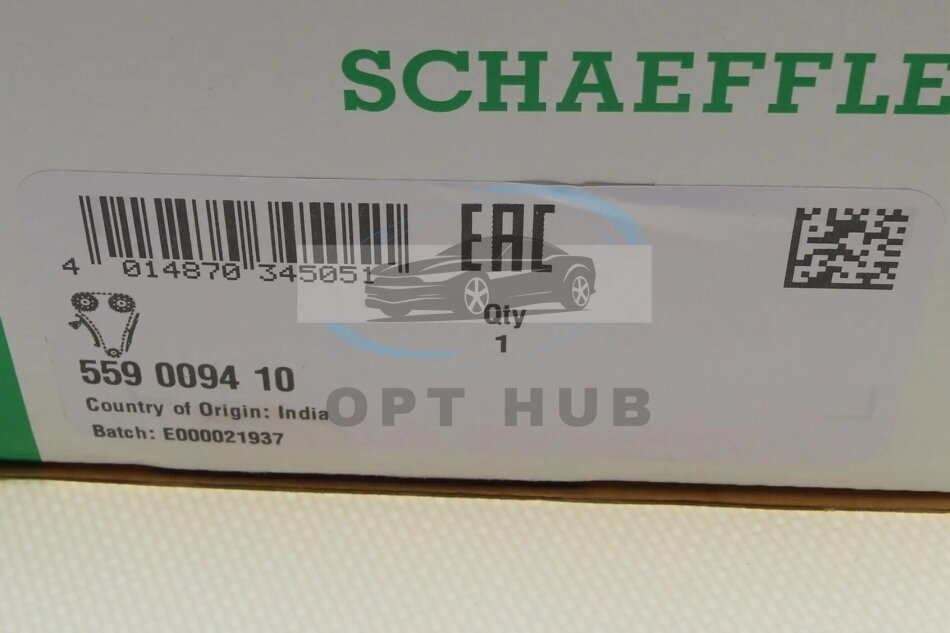 SCHAEFFLE
EAC
4 014870 345051
Qty
1
559 0094 10
Country of Origin: India
Batch: E000021937
OPT HUB